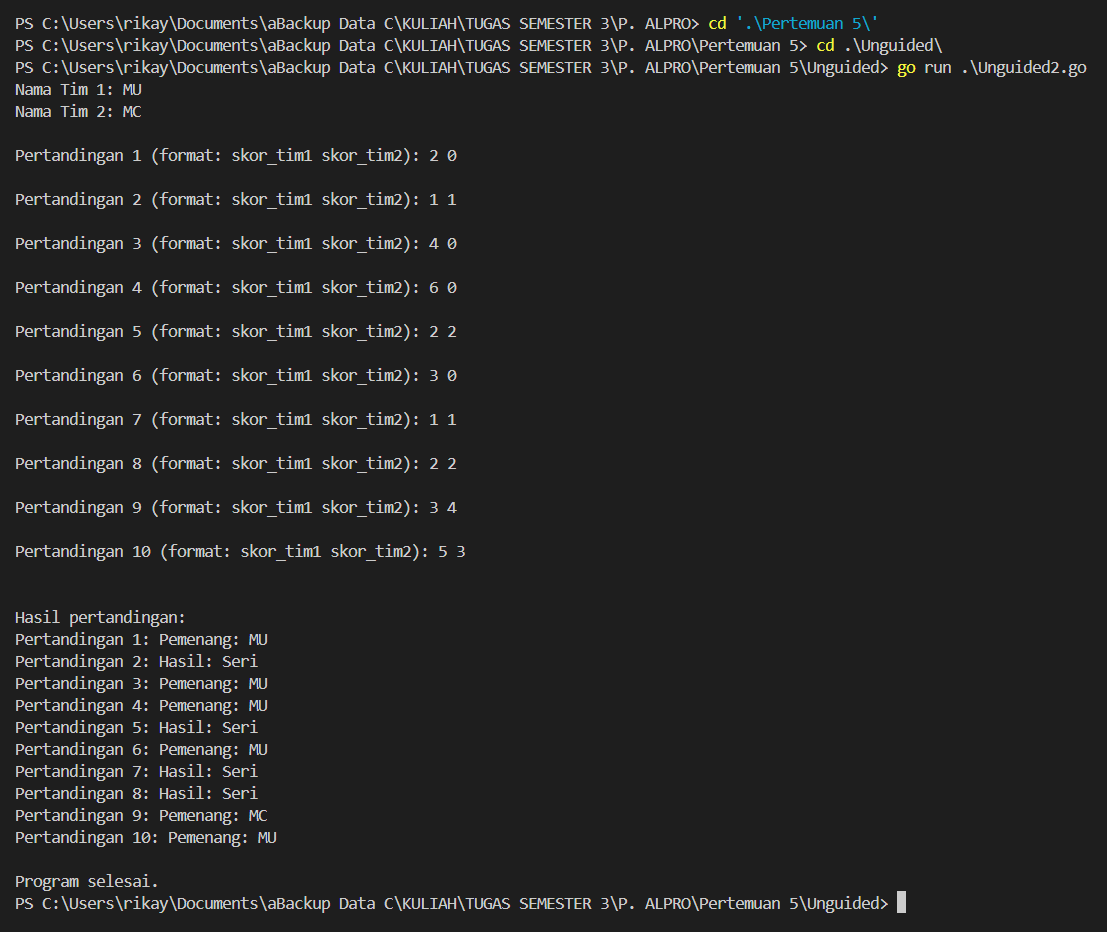 PS C:\Users\rikay\Documents\aBackup Data C\KULIAH\TUGAS SEMESTER 3\P. ALPRO> cd '.\Pertemuan 5\'
PS C:\Users\rikay\Documents\aBackup Data C\KULIAH\TUGAS SEMESTER 3\P. ALPRO\Pertemuan 5> cd .\Unguided\
PS C:\Users\rikay\Documents\aBackup Data C\KULIAH\TUGAS SEMESTER 3\P. ALPRO\Pertemuan 5\Unguided> go run .\Unguided2.go
Nama Tim 1: MU
Nama Tim 2: MC
Pertandingan 1 (format: skor_tim1 skor_tim2): 2 0
Pertandingan 2 (format: skor_tim1 skor_tim2): 1 1
Pertandingan 3 (format: skor_tim1 skor_tim2): 4 0
Pertandingan 4 (format: skor_tim1 skor_tim2): 6 0
Pertandingan 5 (format: skor_tim1 skor_tim2): 2 2
Pertandingan 6 (format: skor_tim1 skor_tim2): 3 0
Pertandingan 7 (format: skor_tim1 skor_tim2): 1 1
Pertandingan 8 (format: skor_tim1 skor_tim2): 2 2
Pertandingan 9 (format: skor_tim1 skor_tim2): 3 4
Pertandingan 10 (format: skor_tim1 skor_tim2): 5 3
Hasil pertandingan:
Pertandingan 1: Pemenang: MU
Pertandingan 2: Hasil: Seri
Pertandingan 3: Pemenang: MU
Pertandingan 4: Pemenang: MU
Pertandingan 5: Hasil: Seri
Pertandingan 6: Pemenang: MU
Pertandingan 7: Hasil: Seri
Pertandingan 8: Hasil: Seri
Pertandingan 9: Pemenang: MC
Pertandingan 10: Pemenang: MU
Program selesai.
PS C:\Users\rikay\Documents\aBackup Data C\KULIAH\TUGAS SEMESTER 3\P. ALPRO\Pertemuan 5\Unguided>